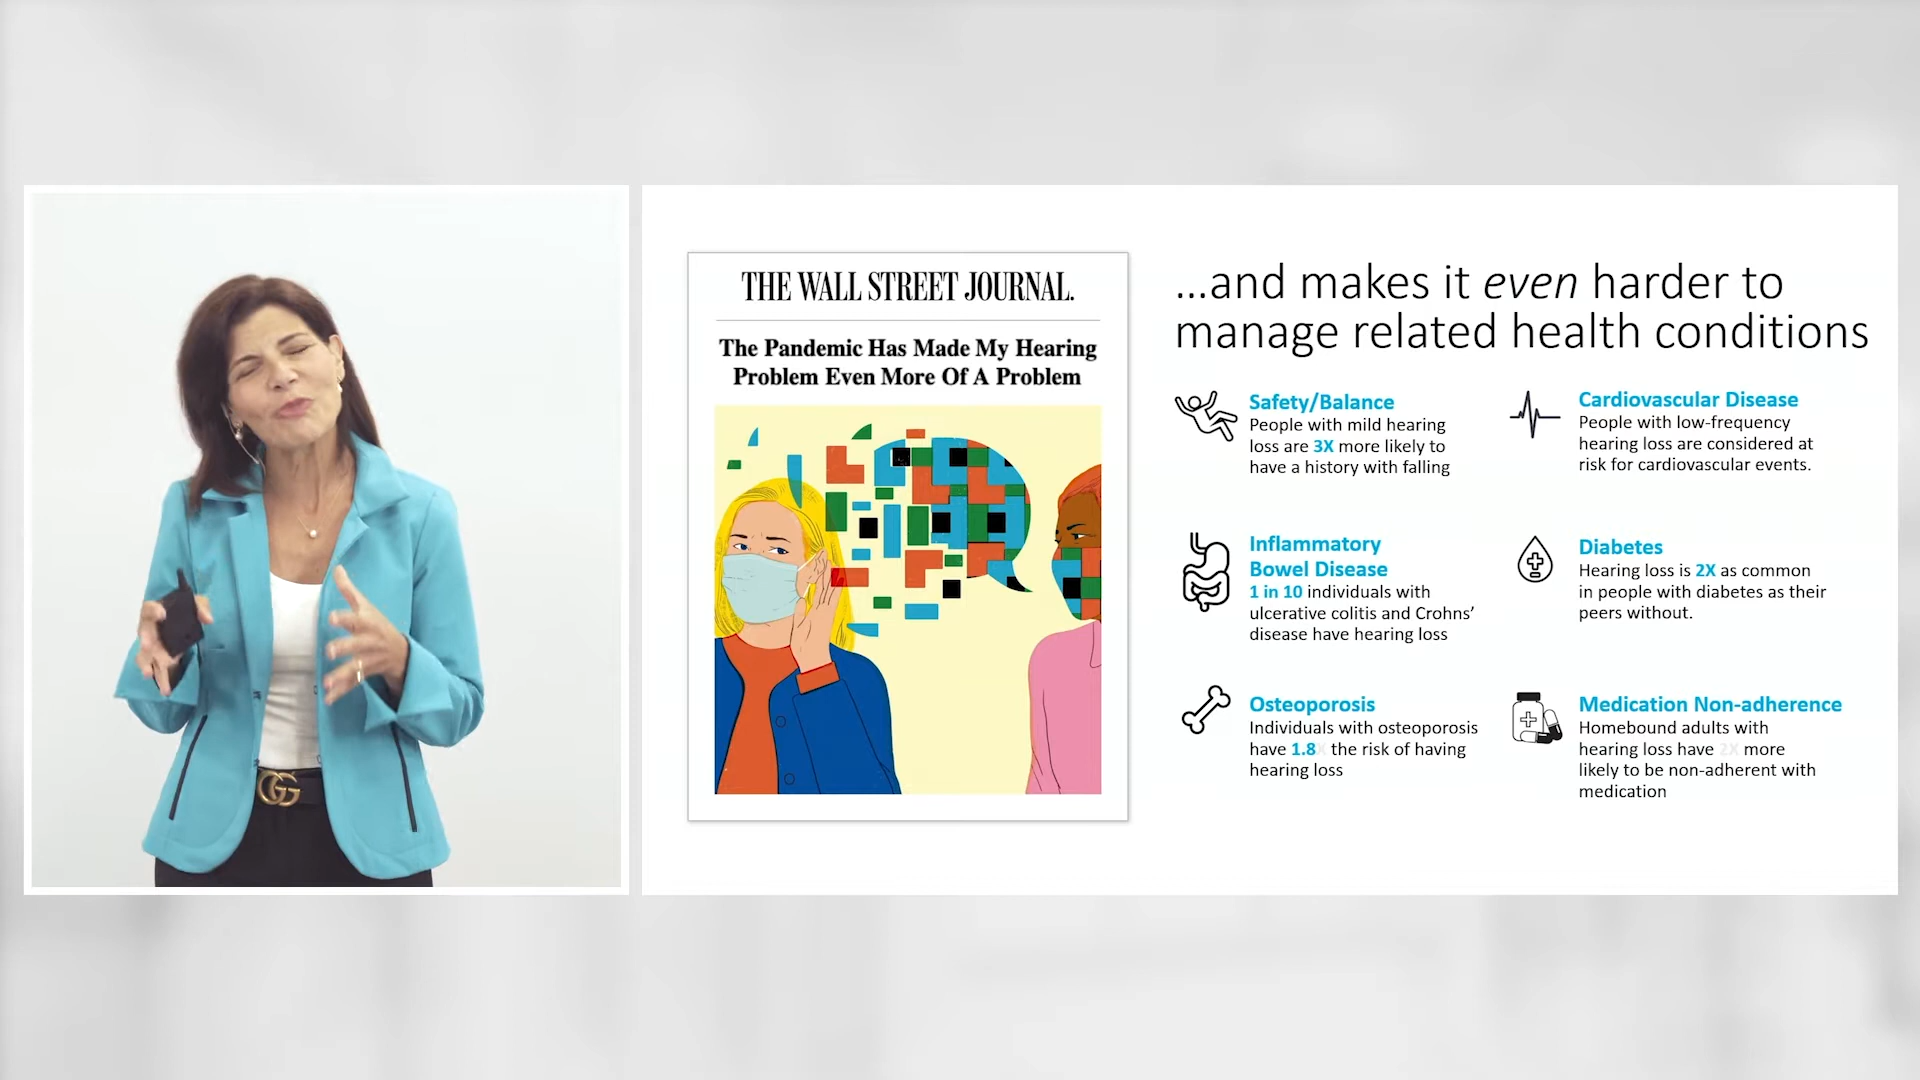 THE WALL STREET JOURNAL.
The Pandemic Has Made My Hearing
Problem Even More Of A Problem
...and makes it even harder to
manage related health conditions
Safety/Balance
People with mild hearing
loss are 3X more likely to
have a history with falling
Cardiovascular Disease
People with low-frequency
hearing loss are considered at
risk for cardiovascular events.
Inflammatory
Bowel Disease
1 in 10 individuals with
ulcerative colitis and Crohns’
disease have hearing loss
Diabetes
Hearing loss is 2X as common
in people with diabetes as their
peers without.
Osteoporosis
Individuals with osteoporosis
have 1.8X the risk of having
hearing loss
Medication Non-adherence
Homebound adults with
hearing loss have 2X more
likely to be non-adherent with
medication